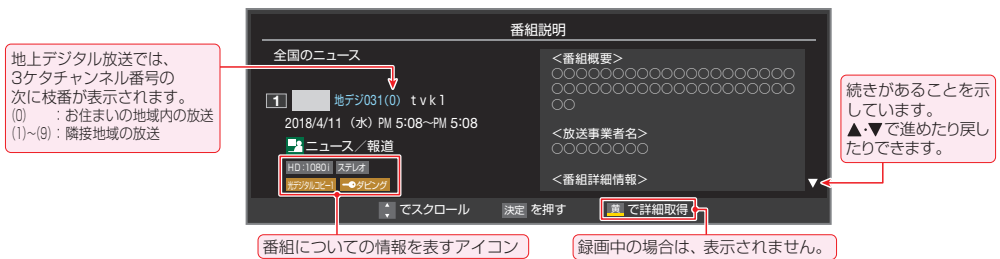 番組説明
地上デジタル放送では、
3ケタチャンネル番号の
次に枝番が表示されます。
(0)　：お住まいの地域内の放送
(1)~(9)：隣接地域の放送
全国のニュース
1 地デジ031(0) tvk1
2018/4/11（水）PM 5:08~PM 5:08
ニュース／報道
HD:1080i ステレオ
光デジタルコピー1 ダビング
<番組概要>
○○○○○○○○○○○○○○○○○○○
○○○○○○○○○○○○○○○○○○○
○○
<放送事業者名>
○○○○○○○○
<番組詳細情報>
▼
続きがあることを示
しています。
▲・▼で進めたり戻し
たりできます。
でスクロール 決定 を押す 黄 で詳細取得
番組についての情報を表すアイコン
録画中の場合は、表示されません。